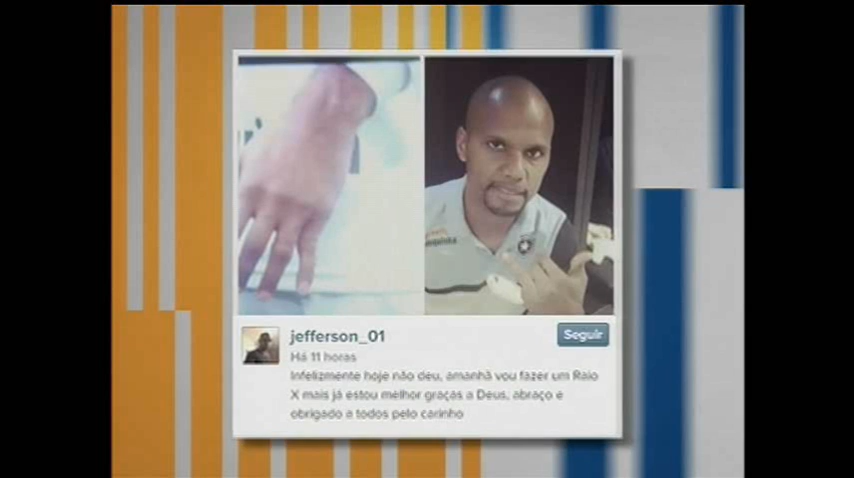 jefferson_01
Seguir
Há 11 horas
Infelizmente hoje não deu, amanhã vou fazer um Raio
X mais já estou melhor graças a Deus, abraço e
obrigado a todos pelo carinho